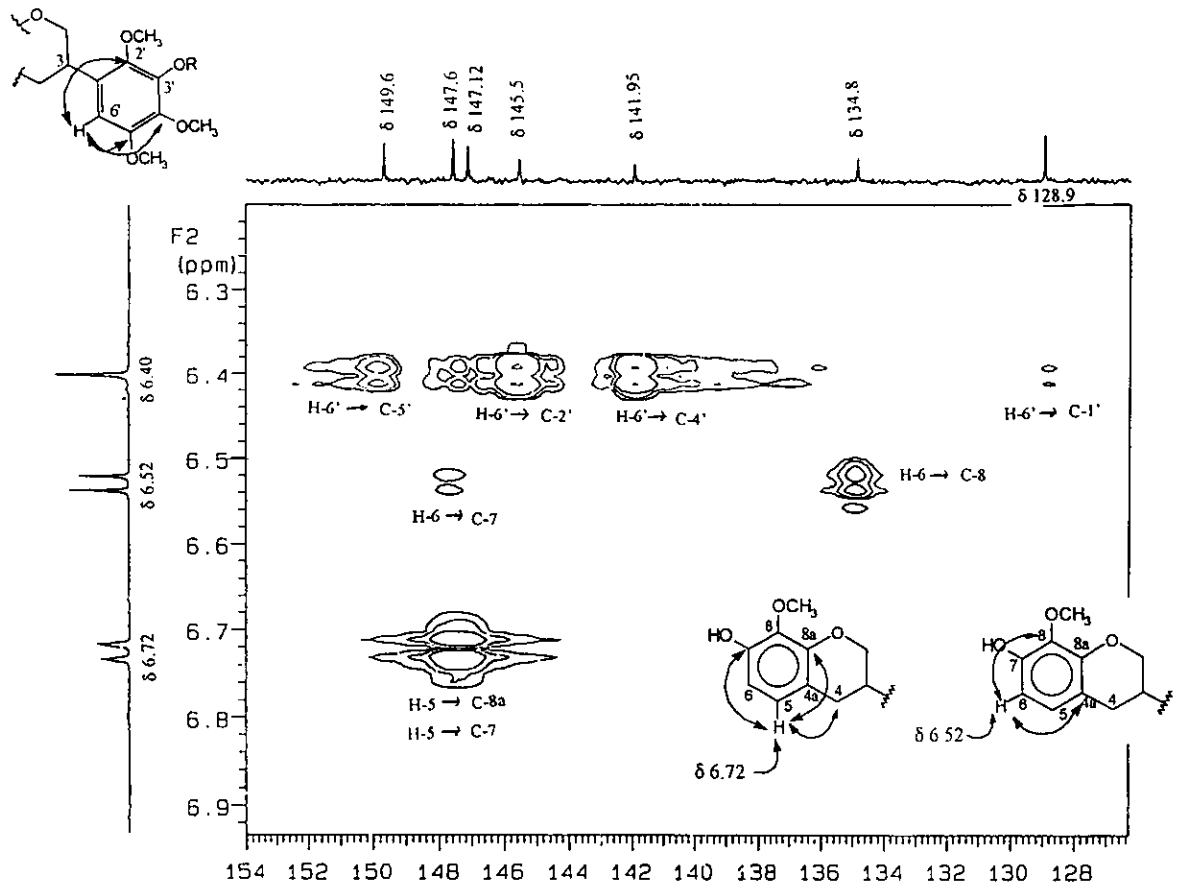 O
OCH₃
3
2'
OR
3'
6'
H
OCH₃
OCH₃
δ 149.6
δ 147.6
δ 147.12
δ 145.5
δ 141.95
δ 134.8
δ 128.9
F2
(ppm)
6.3
6.4
6.5
6.6
6.7
6.8
6.9
δ 6.40
δ 6.52
δ 6.72
H-6' → C-5'
H-6' → C-2'
H-6' → C-4'
H-6' → C-1'
H-6 → C-7
H-6 → C-8
H-5 → C-8a
H-5 → C-7
OCH₃
HO
8
8a
O
6
5
4a
4
H
δ 6.72
OCH₃
HO
8
8a
O
7
6
5
4a
4
H
δ 6 52
154 152 150 148 146 144 142 140 138 136 134 132 130 128